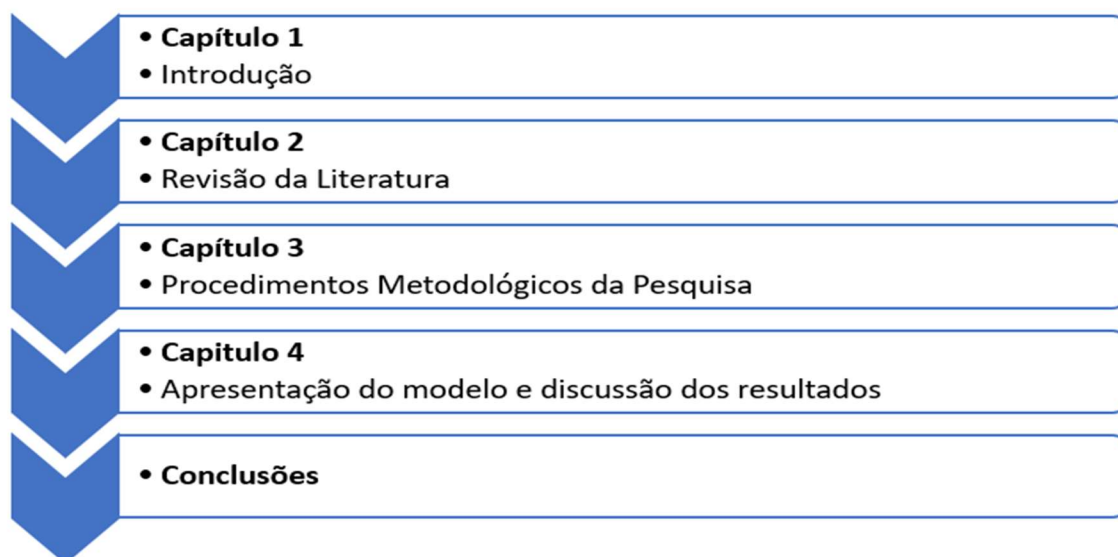 • Capítulo 1
• Introdução
• Capítulo 2
• Revisão da Literatura
• Capítulo 3
• Procedimentos Metodológicos da Pesquisa
• Capitulo 4
• Apresentação do modelo e discussão dos resultados
• Conclusões